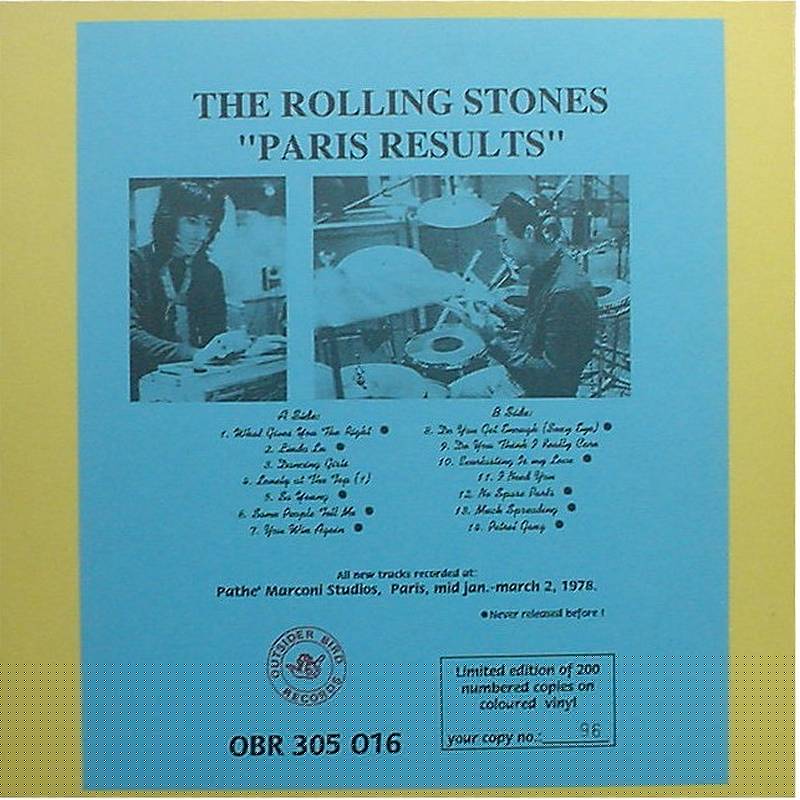 THE ROLLING STONES
"PARIS RESULTS"
A Side:
1. What Gives You The Right ●
2. Linda Lu ●
3. Dancing Girls
4. Lonely at The Top (?)
5. So Young ●
6. Some People Tell Me ●
7. You Win Again ●
B Side:
8. Do You Get Enough (Sexy Eye) ●
9. Do You Think I Really Care
10. Everlasting Is my Love ●
11. I Need You
12. No Spare Parts ●
13. Much Spreading ●
14. Petrol Gang ●
All new tracks recorded at:
Pathe' Marconi Studios, Paris, mid jan.-march 2, 1978.
●Never released before !
OUTSIDER BIRD
RECORDS
Limited edition of 200
numbered copies on
coloured vinyl
your copy no.: 96
OBR 305 016